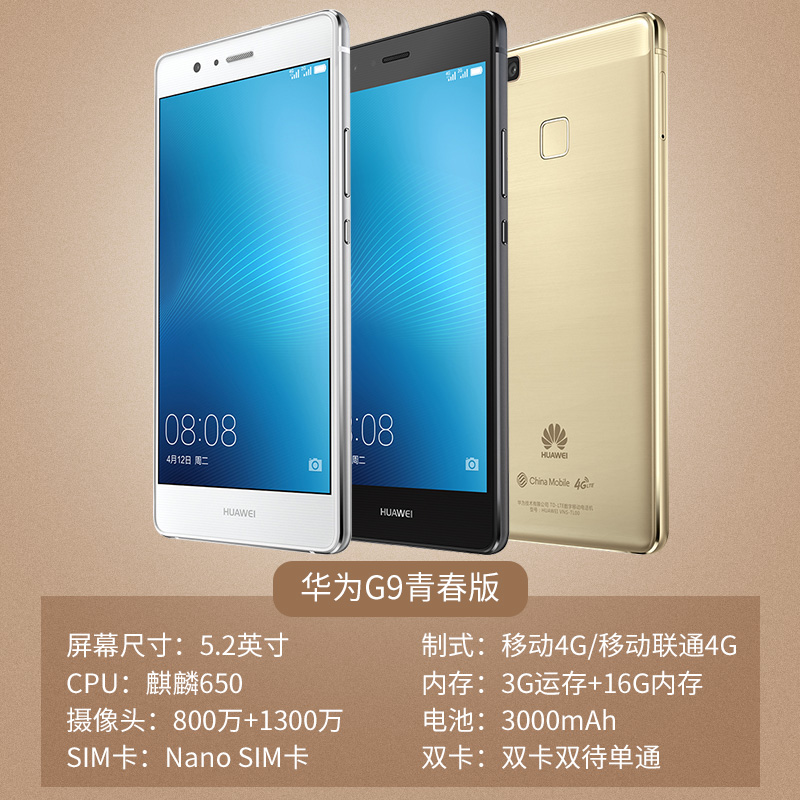 08:08
4月12日 周二
HUAWEI
:08
周二
HUAWEI
HUAWEI
China Mobile 4G LTE
华为G9青春版
屏幕尺寸：5.2英寸
CPU：麒麟650
摄像头：800万+1300万
SIM卡：Nano SIM卡
制式：移动4G/移动联通4G
内存：3G运存+16G内存
电池：3000mAh
双卡：双卡双待单通